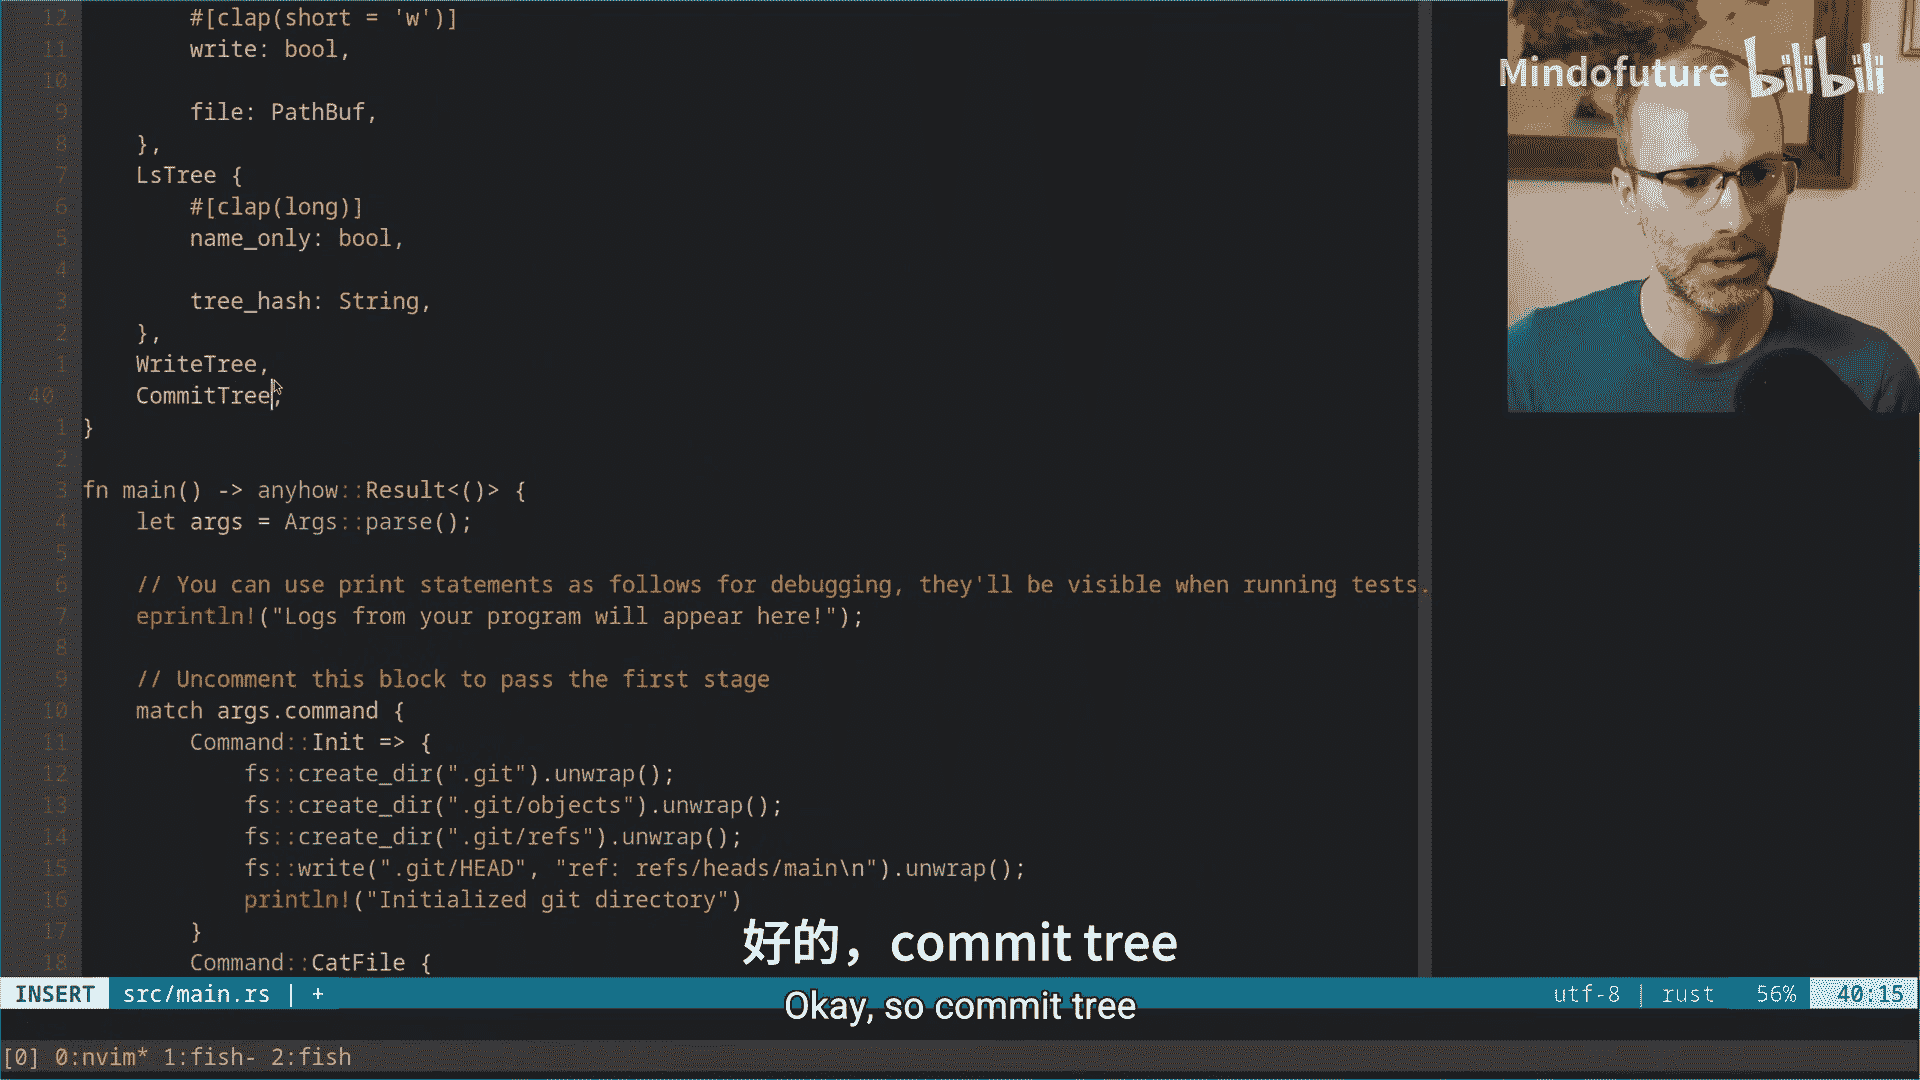 12 #[clap(short = 'w')]
11 write: bool,
10
9 file: PathBuf,
8 },
7 LsTree {
6 #[clap(long)]
5 name_only: bool,
4
3 tree_hash: String,
2 },
1 WriteTree,
40 CommitTree,
1 }
2
3 fn main() -> anyhow::Result<()> {
4 let args = Args::parse();
5
6 // You can use print statements as follows for debugging, they'll be visible when running tests.
7 eprintln!("Logs from your program will appear here!");
8
9 // Uncomment this block to pass the first stage
10 match args.command {
11 Command::Init => {
12 fs::create_dir(".git").unwrap();
13 fs::create_dir(".git/objects").unwrap();
14 fs::create_dir(".git/refs").unwrap();
15 fs::write(".git/HEAD", "ref: refs/heads/main\n").unwrap();
16 println!("Initialized git directory")
17 }
18 Command::CatFile {
Mindofuture bilibili
好的，commit tree
INSERT src/main.rs | + utf-8 | rust 56% 40:15
Okay, so commit tree
[0] 0:nvim* 1:fish- 2:fish